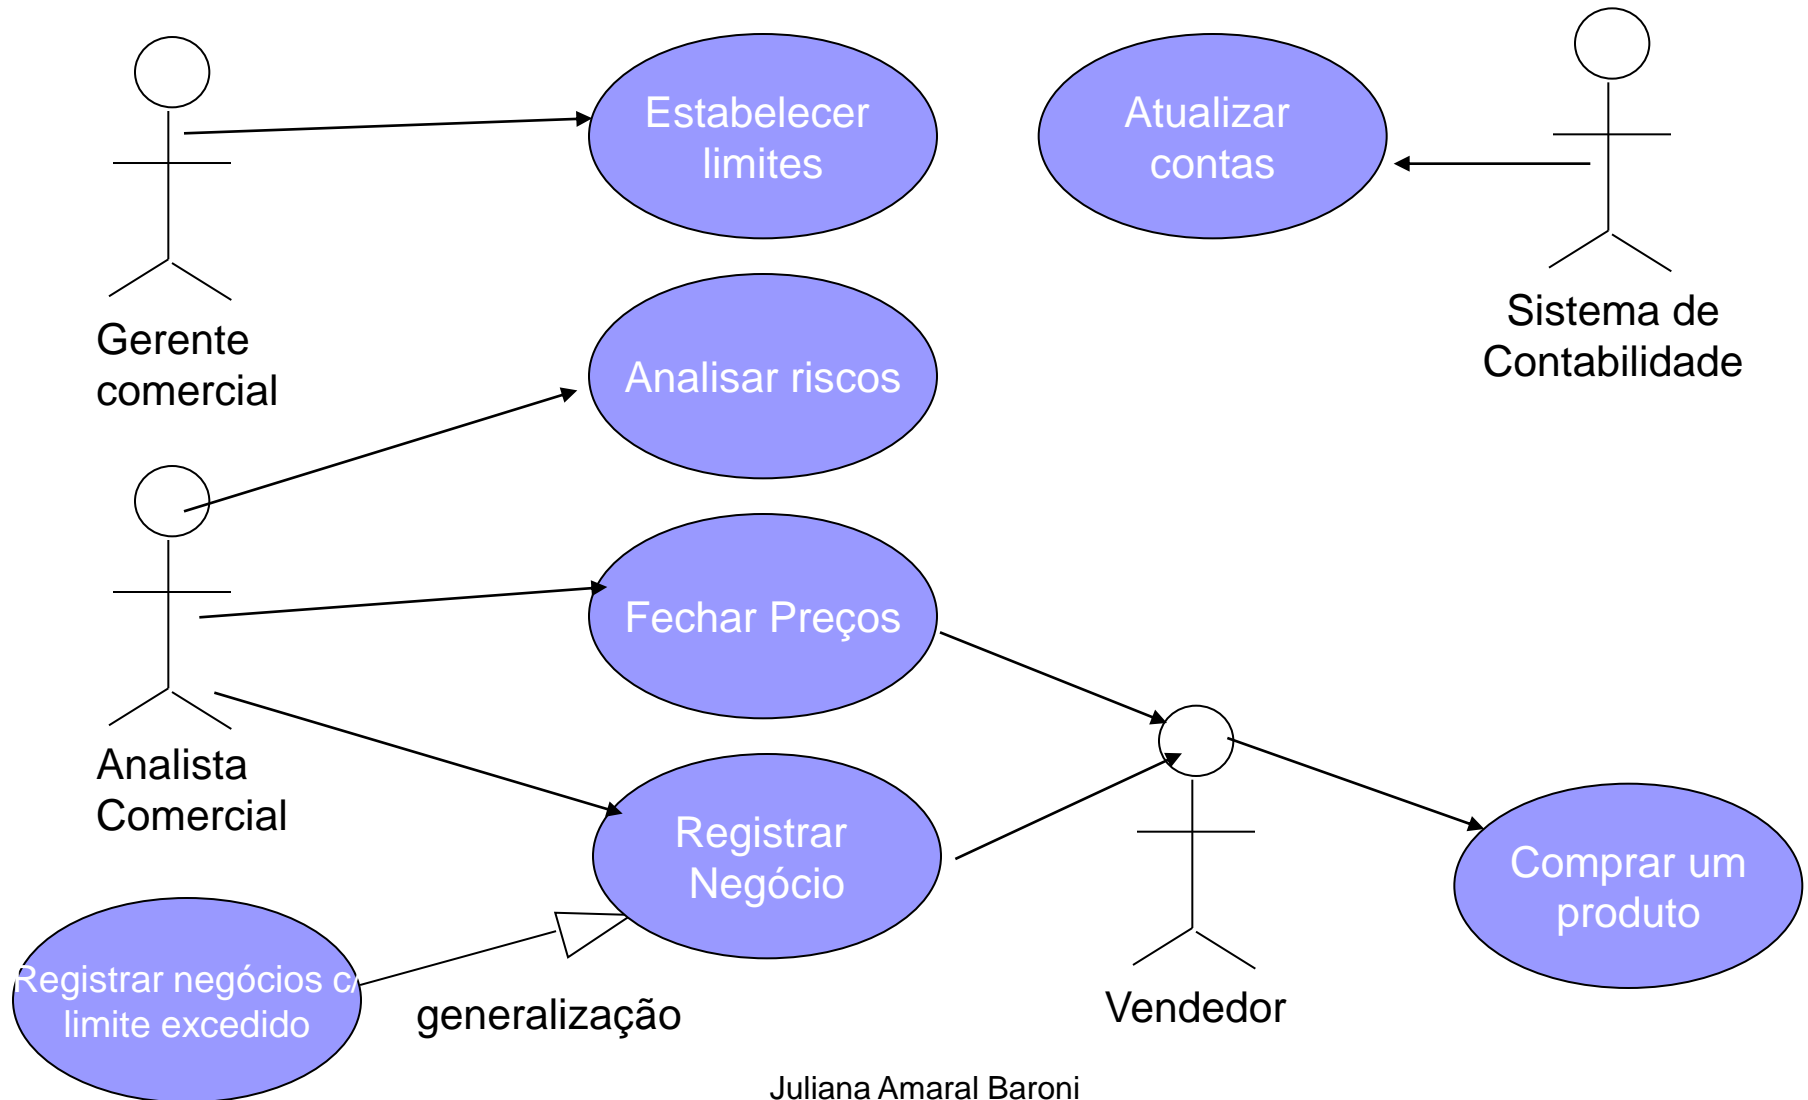 Estabelecer
limites
Atualizar
contas
Gerente
comercial
Sistema de
Contabilidade
Analisar riscos
Fechar Preços
Analista
Comercial
Registrar
Negócio
Comprar um
produto
Registrar negócios c/
limite excedido
generalização
Vendedor
Juliana Amaral Baroni